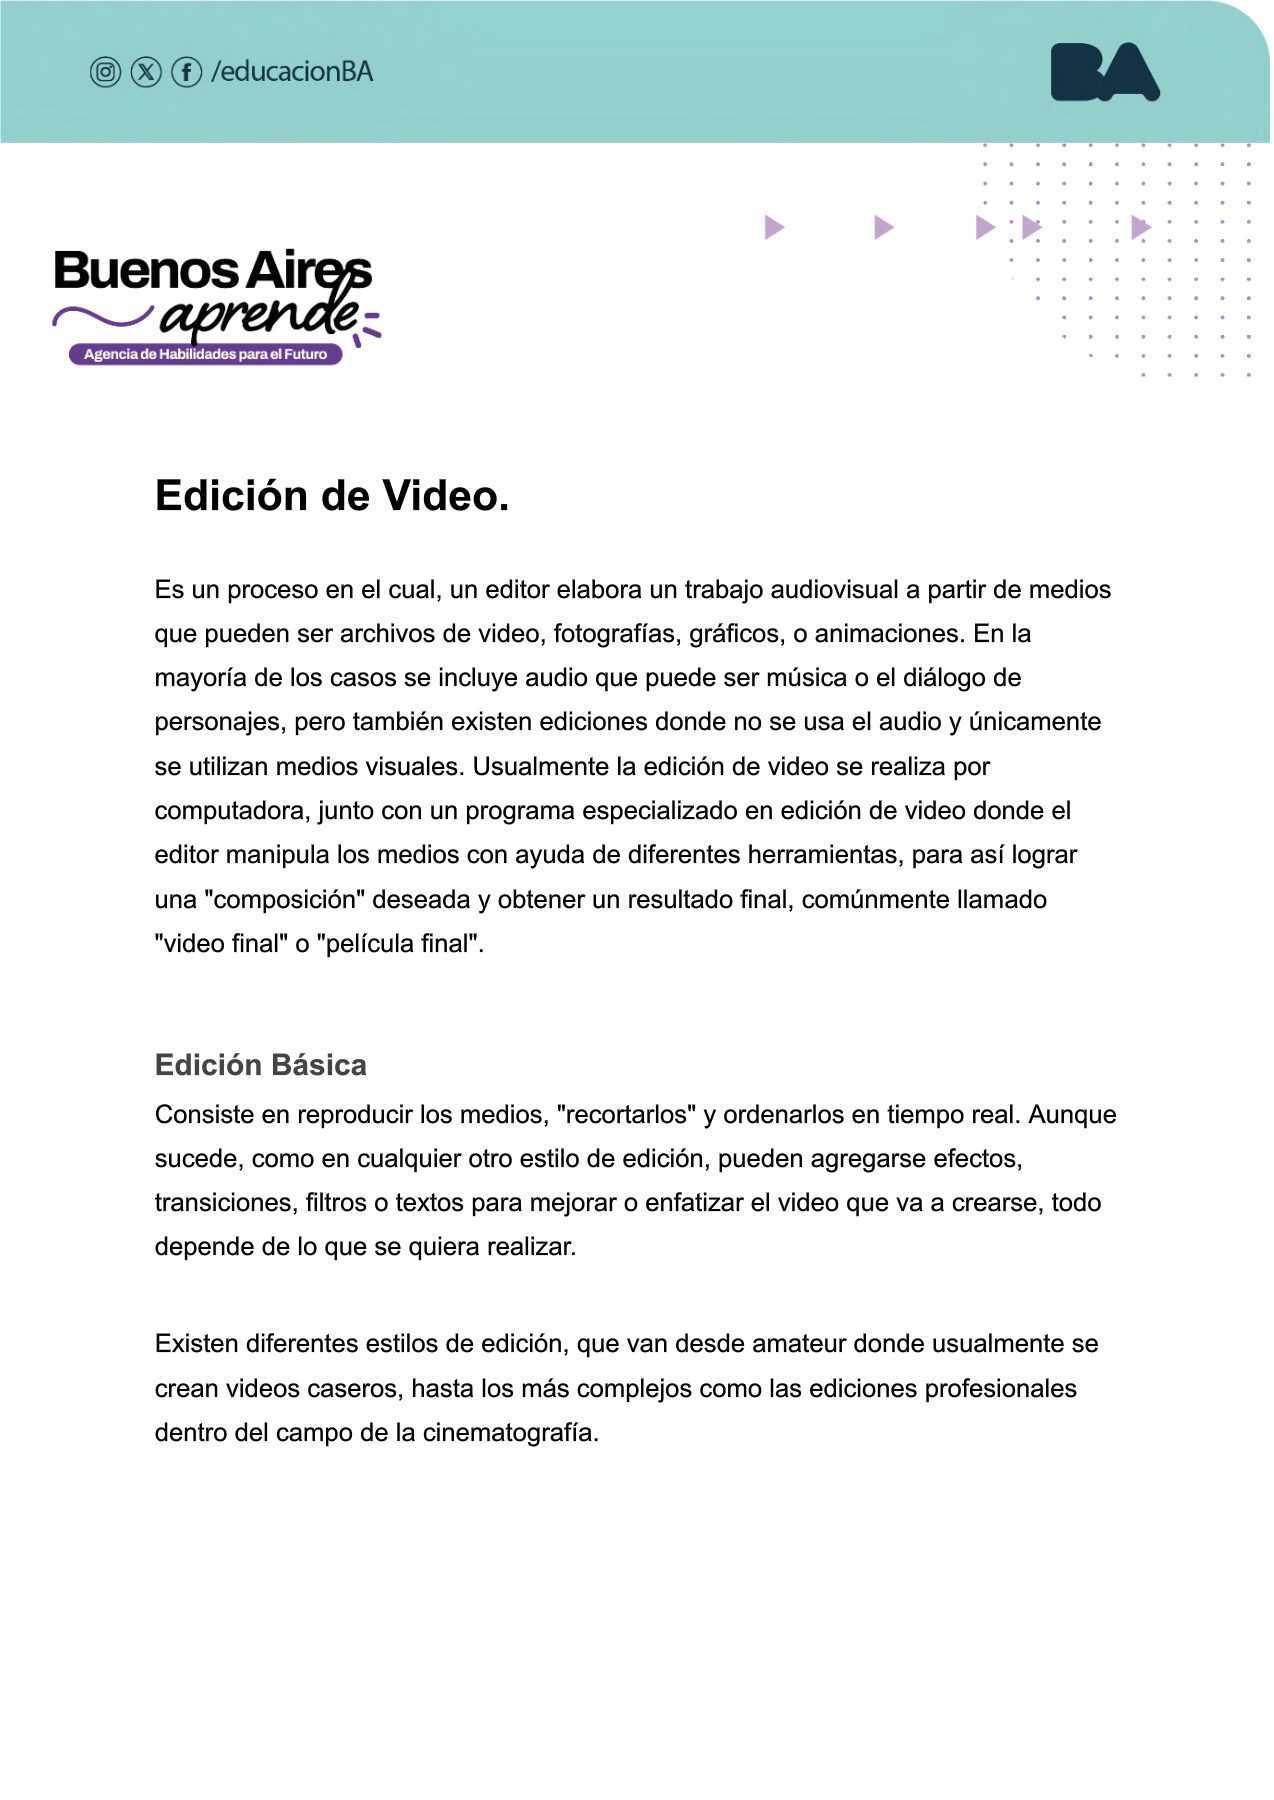 /educacionBA
BA
Buenos Aires
aprende
Agencia de Habilidades para el Futuro
Edición de Video.
Es un proceso en el cual, un editor elabora un trabajo audiovisual a partir de medios
que pueden ser archivos de video, fotografías, gráficos, o animaciones. En la
mayoría de los casos se incluye audio que puede ser música o el diálogo de
personajes, pero también existen ediciones donde no se usa el audio y únicamente
se utilizan medios visuales. Usualmente la edición de video se realiza por
computadora, junto con un programa especializado en edición de video donde el
editor manipula los medios con ayuda de diferentes herramientas, para así lograr
una "composición" deseada y obtener un resultado final, comúnmente llamado
"video final" o "película final".
Edición Básica
Consiste en reproducir los medios, "recortarlos" y ordenarlos en tiempo real. Aunque
sucede, como en cualquier otro estilo de edición, pueden agregarse efectos,
transiciones, filtros o textos para mejorar o enfatizar el video que va a crearse, todo
depende de lo que se quiera realizar.
Existen diferentes estilos de edición, que van desde amateur donde usualmente se
crean videos caseros, hasta los más complejos como las ediciones profesionales
dentro del campo de la cinematografía.